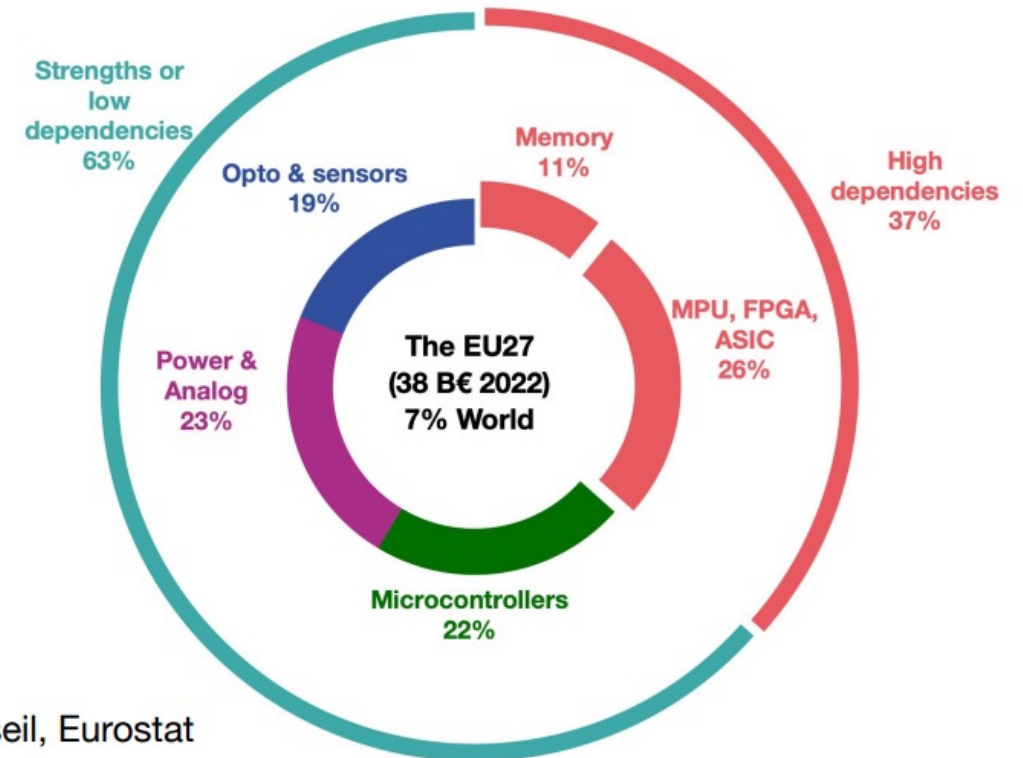 Strengths or
low
dependencies
63%
Opto & sensors
19%
Memory
11%
High
dependencies
37%
MPU, FPGA,
ASIC
26%
The EU27
(38 B€ 2022)
7% World
Power &
Analog
23%
Microcontrollers
22%
Eurostat